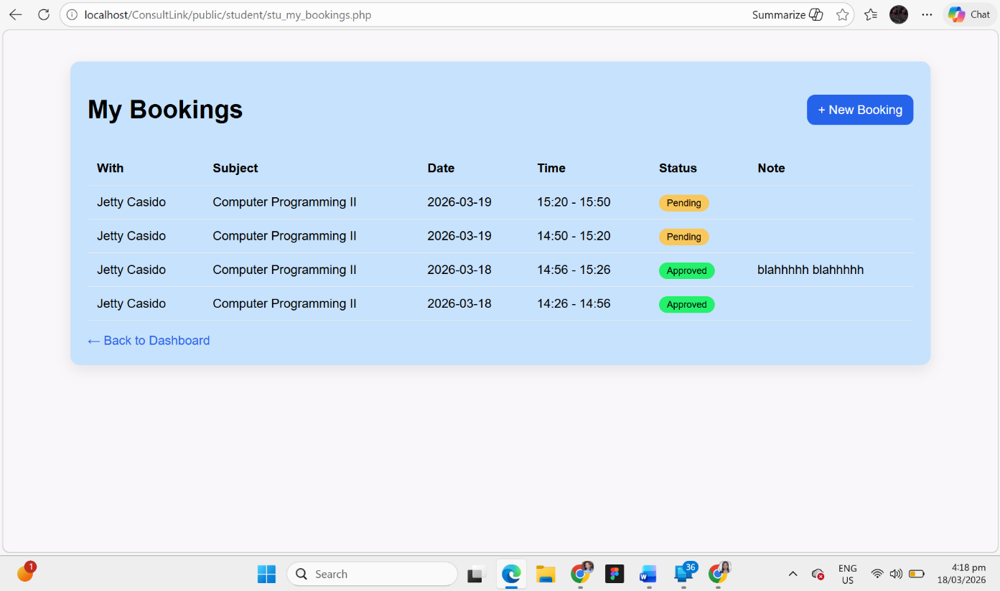 localhost/ConsultLink/public/student/stu_my_bookings.php Summarize Chat
My Bookings + New Booking
With Subject Date Time Status Note
Jetty Casido Computer Programming II 2026-03-19 15:20 - 15:50 Pending
Jetty Casido Computer Programming II 2026-03-19 14:50 - 15:20 Pending
Jetty Casido Computer Programming II 2026-03-18 14:56 - 15:26 Approved blahhhhh blahhhhh
Jetty Casido Computer Programming II 2026-03-18 14:26 - 14:56 Approved
← Back to Dashboard
1 Search W 36 ENG 4:18 pm
US 18/03/2026